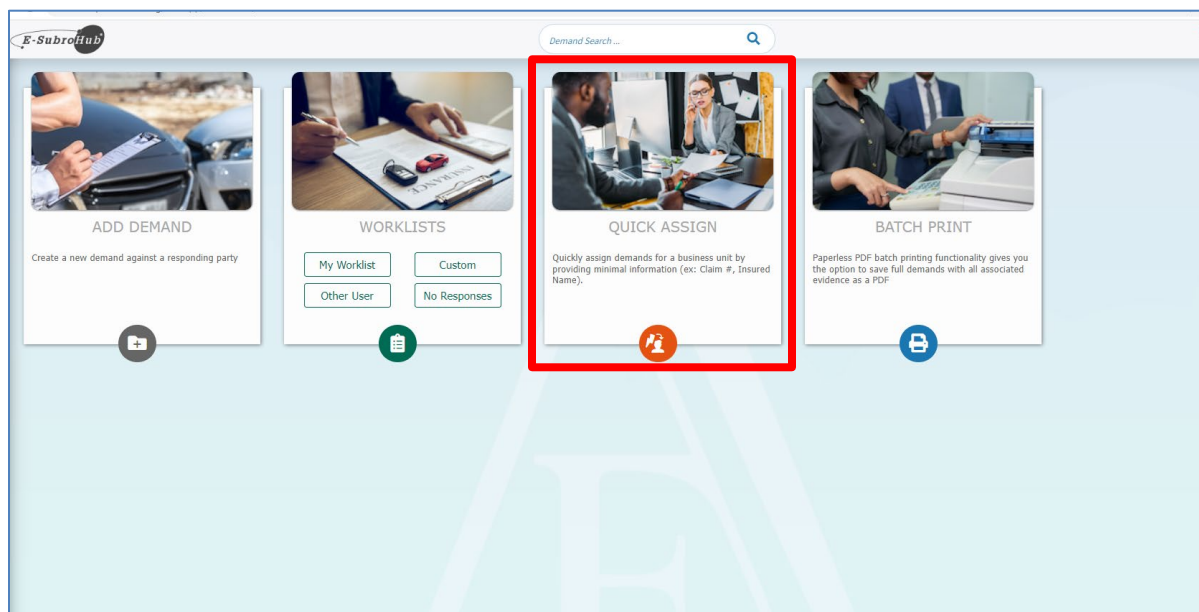 E-SubroHub
Demand Search ...
ADD DEMAND
Create a new demand against a responding party
INSURANCE
WORKLISTS
My Worklist
Custom
Other User
No Responses
QUICK ASSIGN
Quickly assign demands for a business unit by
providing minimal information (ex: Claim #, Insured
Name).
BATCH PRINT
Paperless PDF batch printing functionality gives you
the option to save full demands with all associated
evidence as a PDF